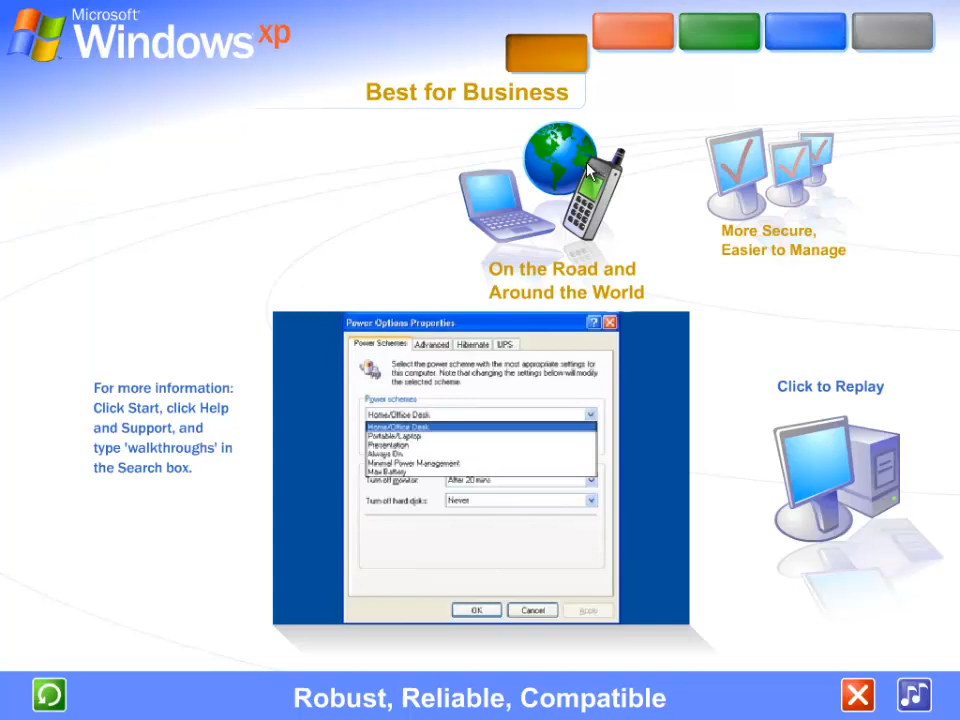 Microsoft®
Windows xp
Best for Business
On the Road and
Around the World
More Secure,
Easier to Manage
For more information:
Click Start, click Help
and Support, and
type 'walkthroughs' in
the Search box.
Power Options Properties
Power Schemes Advanced Hibernate UPS
Select the power scheme with the most appropriate settings for
this computer. Note that changing the settings below will modify
the selected scheme.
Power schemes
Home/Office Desk
Home/Office Desk
Portable/Laptop
Presentation
Always On
Minimal Power Management
Max Battery
Turn off monitor: After 20 mins
Turn off hard disks: Never
OK Cancel Apply
Click to Replay
Robust, Reliable, Compatible